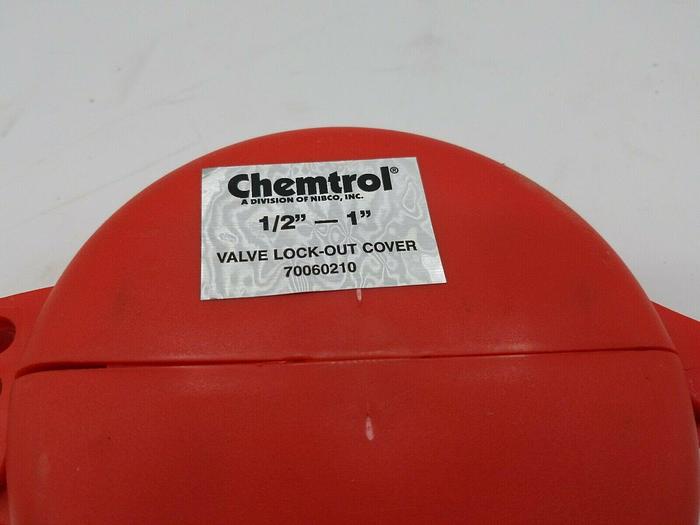 Chemtrol®
A DIVISION OF NIBCO, INC.
1/2” — 1”
VALVE LOCK-OUT COVER
70060210